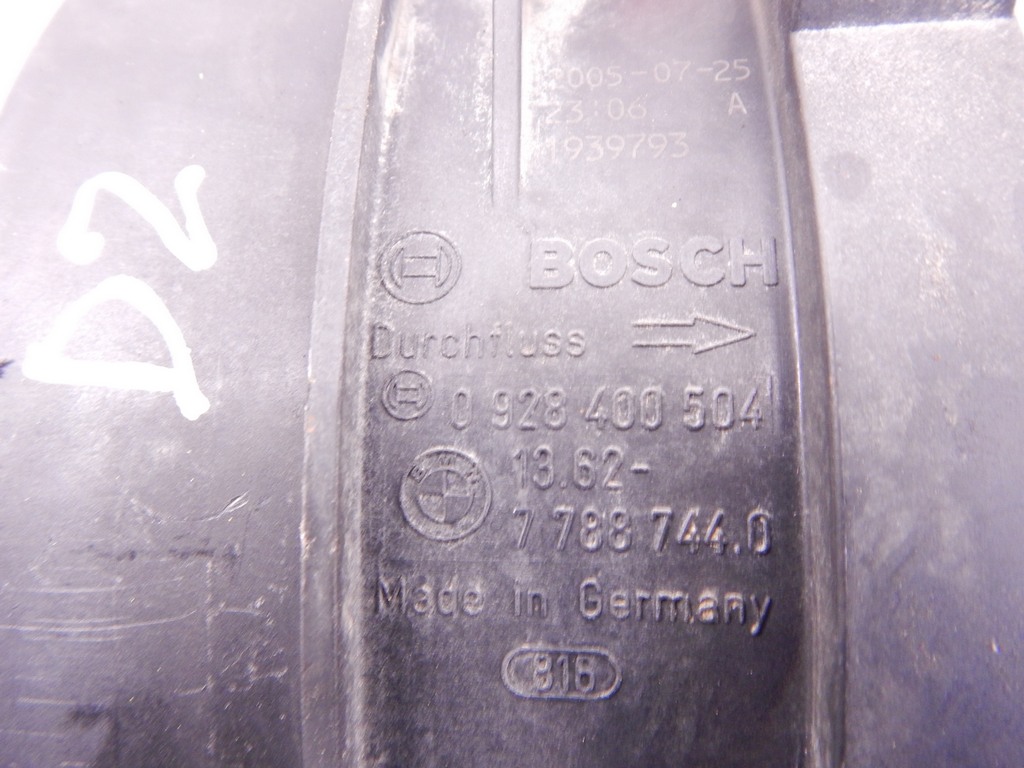 2005-07-25
23:06 A
1939793
BOSCH
Durchfluss
0 928 400 504
BMW
13.62-
7 788 744.0
Made in Germany
816
D2